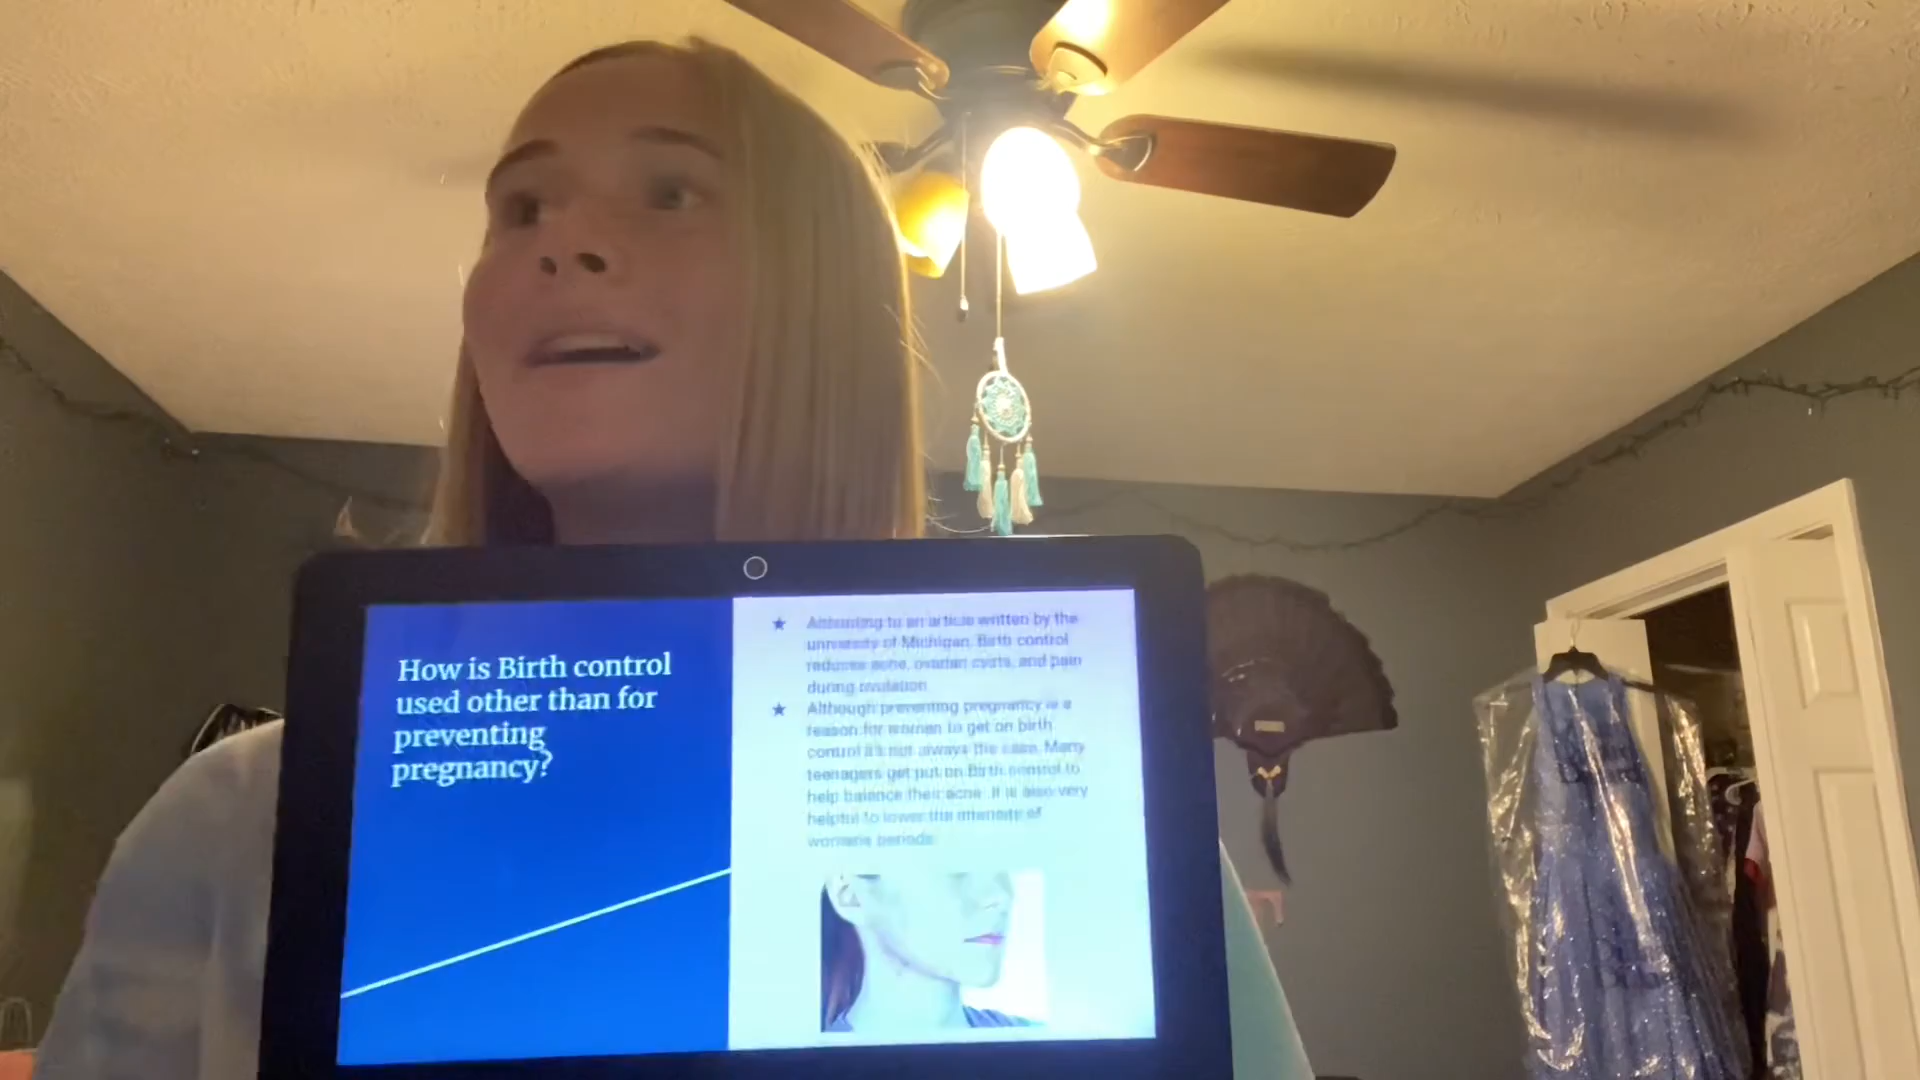 How is Birth control
used other than for
preventing
pregnancy?
★ According to an article written by the
university of Michigan, Birth control
reduces acne, ovarian cysts, and pain
during ovulation.
★ Although preventing pregnancy is a
reason for women to get on birth
control it's not always the case. Many
teenagers get put on Birth control to
help balance their acne. It is also very
helpful to lower the intensity of
womens periods.